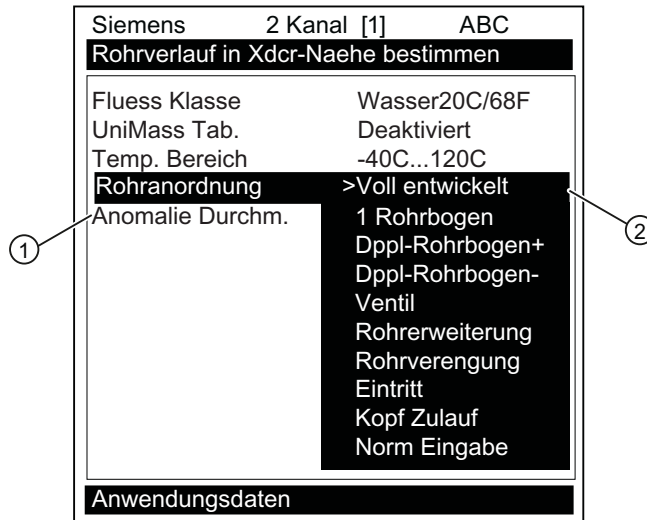 Siemens 2 Kanal [1] ABC
Rohrverlauf in Xdcr-Naehe bestimmen
Fluess Klasse Wasser20C/68F
UniMass Tab. Deaktiviert
Temp. Bereich -40C...120C
Rohranordnung >Voll entwickelt
Anomalie Durchm. 1 Rohrbogen
Dppl-Rohrbogen+
Dppl-Rohrbogen-
Ventil
Rohrerweiterung
Rohrverengung
Eintritt
Kopf Zulauf
Norm Eingabe
Anwendungsdaten
1
2